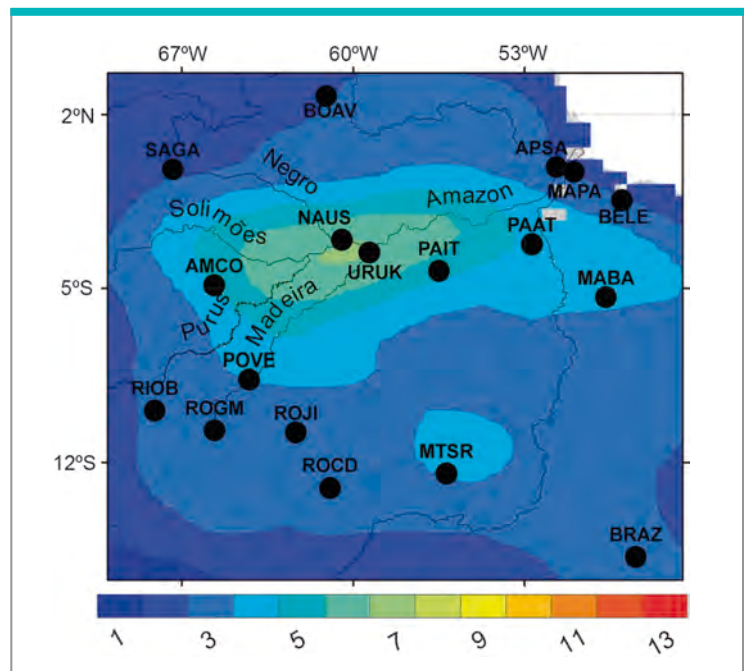 67ºW 60ºW 53ºW
2ºN
BOAV
SAGA
APSA
Negro
MAPA
Amazon
BELE
Solimões
NAUS
PAAT
PAIT
URUK
AMCO
5ºS
MABA
Madeira
Purus
POVE
RIOB
ROGM
ROJI
MTSR
12ºS
ROCD
BRAZ
1 3 5 7 9 11 13